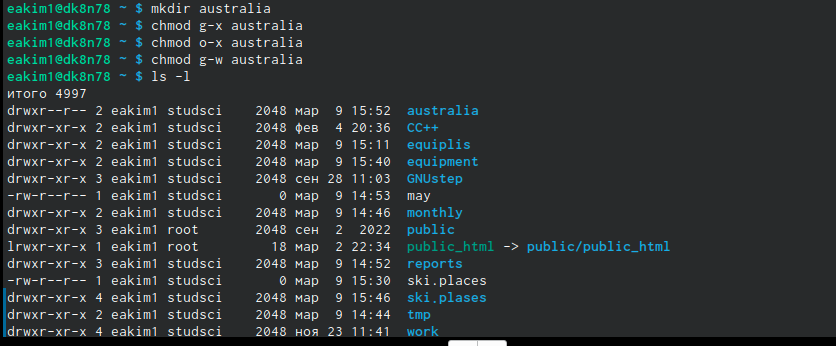 eakim1@dk8n78 ~ $ mkdir australia
eakim1@dk8n78 ~ $ chmod g-x australia
eakim1@dk8n78 ~ $ chmod o-x australia
eakim1@dk8n78 ~ $ chmod g-w australia
eakim1@dk8n78 ~ $ ls -l
итого 4997
drwxr--r-- 2 eakim1 studsci    2048 мар  9 15:52 australia
drwxr-xr-x 2 eakim1 studsci    2048 фев  4 20:36 CC++
drwxr-xr-x 2 eakim1 studsci    2048 мар  9 15:11 equiplis
drwxr-xr-x 2 eakim1 studsci    2048 мар  9 15:40 equipment
drwxr-xr-x 3 eakim1 studsci    2048 сен 28 11:03 GNUstep
-rw-r--r-- 1 eakim1 studsci       0 мар  9 14:53 may
drwxr-xr-x 2 eakim1 studsci    2048 мар  9 14:46 monthly
drwxr-xr-x 3 eakim1 root       2048 сен  2  2022 public
lrwxr-xr-x 1 eakim1 root         18 мар  2 22:34 public_html -> public/public_html
drwxr-xr-x 3 eakim1 studsci    2048 мар  9 14:52 reports
-rw-r--r-- 1 eakim1 studsci       0 мар  9 15:30 ski.places
drwxr-xr-x 4 eakim1 studsci    2048 мар  9 15:46 ski.plases
drwxr-xr-x 2 eakim1 studsci    2048 мар  9 14:44 tmp
drwxr-xr-x 4 eakim1 studsci    2048 ноя 23 11:41 work